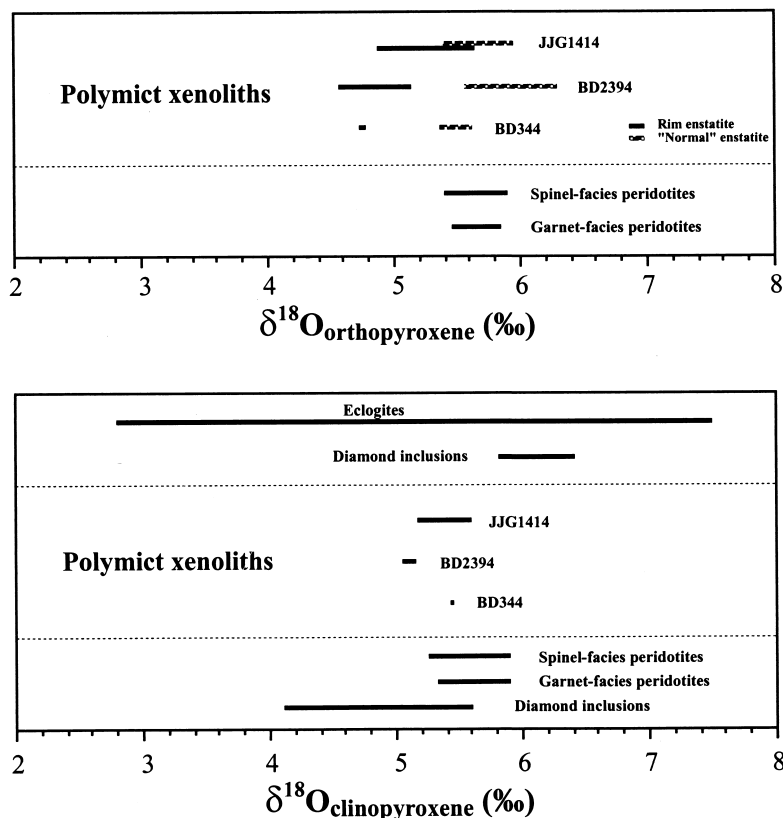 JJG1414
Polymict xenoliths
BD2394
BD344
Rim enstatite
"Normal" enstatite
Spinel-facies peridotites
Garnet-facies peridotites
2 3 4 5 6 7 8
δ¹⁸Oorthopyroxene (‰)
Eclogites
Diamond inclusions
JJG1414
Polymict xenoliths
BD2394
BD344
Spinel-facies peridotites
Garnet-facies peridotites
Diamond inclusions
2 3 4 5 6 7 8
δ¹⁸Oclinopyroxene (‰)